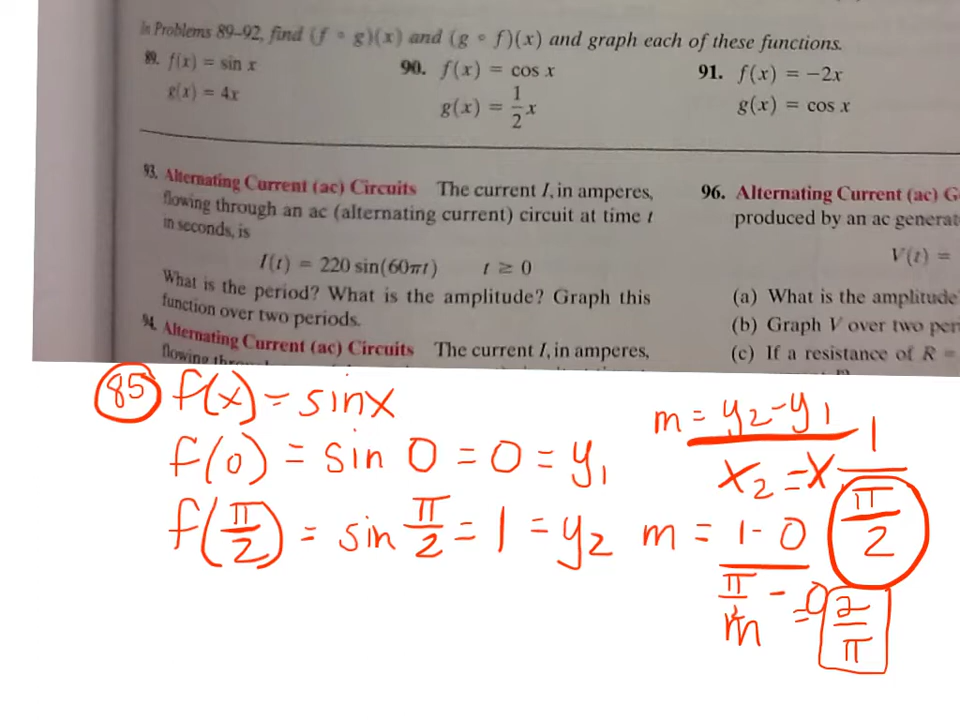 In Problems 89–92, find (f ∘ g)(x) and (g ∘ f)(x) and graph each of these functions.
89. f(x) = sin x
g(x) = 4x
90. f(x) = cos x
g(x) = 1/2 x
91. f(x) = −2x
g(x) = cos x
93. Alternating Current (ac) Circuits The current I, in amperes,
flowing through an ac (alternating current) circuit at time t
in seconds, is
I(t) = 220 sin(60πt) t ≥ 0
What is the period? What is the amplitude? Graph this
function over two periods.
94. Alternating Current (ac) Circuits The current I, in amperes,
flowing
96. Alternating Current (ac) G
produced by an ac generat
V(t) =
(a) What is the amplitude
(b) Graph V over two per
(c) If a resistance of R =
85 f(x) = sin x
f(0) = sin 0 = 0 = y₁
f(π/2) = sin π/2 = 1 = y₂
m = y₂ − y₁
x₂ = x
1
π/2
m = 1 − 0
π/2 − 0
m = 2/π